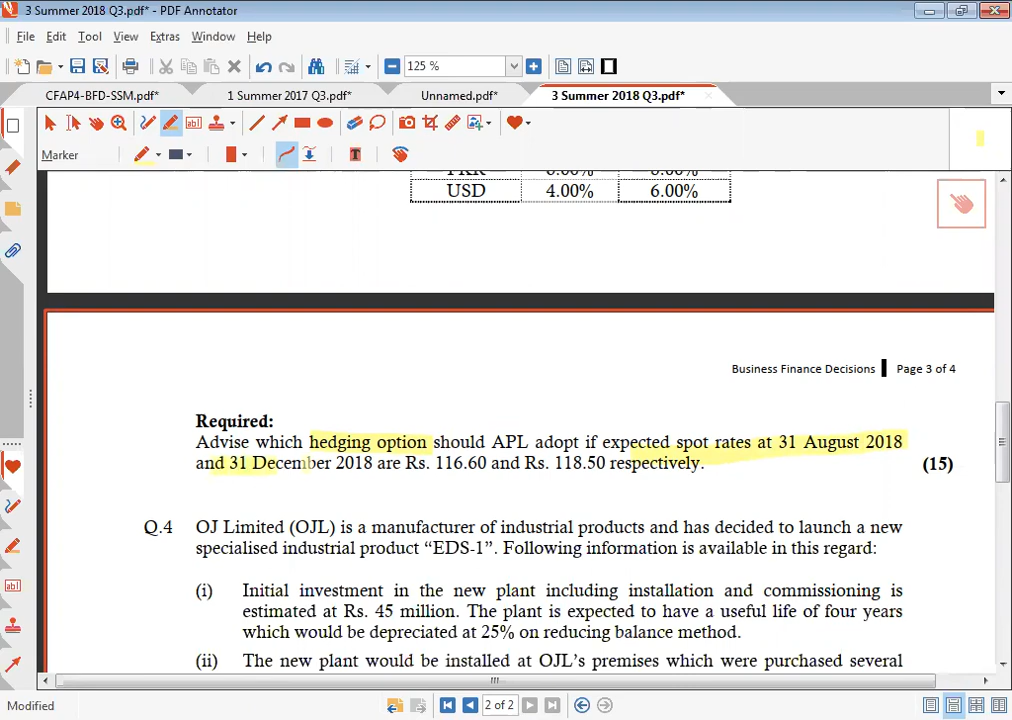 3 Summer 2018 Q3.pdf* - PDF Annotator
File Edit Tool View Extras Window Help
125 %
CFAP4-BFD-SSM.pdf* 1 Summer 2017 Q3.pdf* Unnamed.pdf* 3 Summer 2018 Q3.pdf*
Marker
USD 4.00% 6.00%
Business Finance Decisions Page 3 of 4
Required:
Advise which hedging option should APL adopt if expected spot rates at 31 August 2018
and 31 December 2018 are Rs. 116.60 and Rs. 118.50 respectively. (15)
Q.4 OJ Limited (OJL) is a manufacturer of industrial products and has decided to launch a new
specialised industrial product “EDS-1”. Following information is available in this regard:
(i) Initial investment in the new plant including installation and commissioning is
estimated at Rs. 45 million. The plant is expected to have a useful life of four years
which would be depreciated at 25% on reducing balance method.
(ii) The new plant would be installed at OJL’s premises which were purchased several
Modified 2 of 2